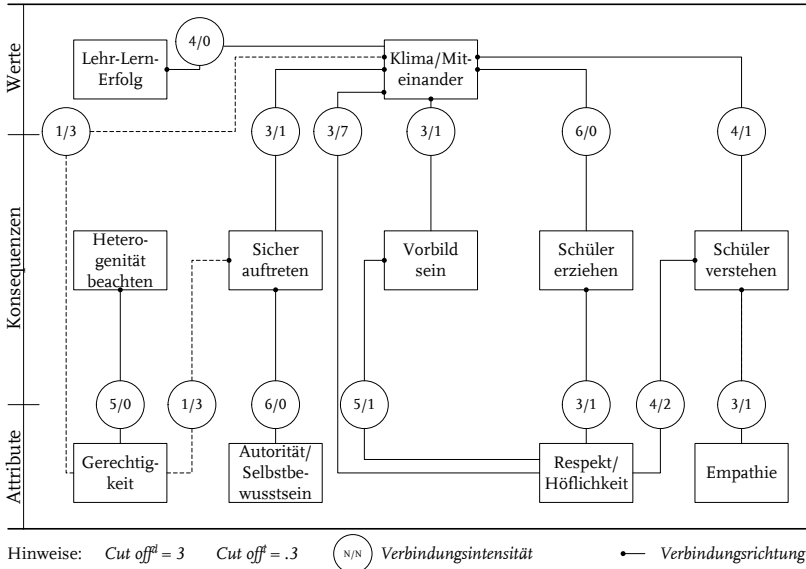 Werte
4/0
Lehr-Lern-
Erfolg
Klima/Mit-
einander
1/3
3/1
3/7
3/1
6/0
4/1
Konsequenzen
Hetero-
genität
beachten
Sicher
auftreten
Vorbild
sein
Schüler
erziehen
Schüler
verstehen
5/0
1/3
6/0
5/1
3/1
4/2
3/1
Attribute
Gerechtig-
keit
Autorität/
Selbstbe-
wusstsein
Respekt/
Höflichkeit
Empathie
Hinweise: Cut off = 3 Cut off = .3 N/N Verbindungsintensität Verbindungsrichtung